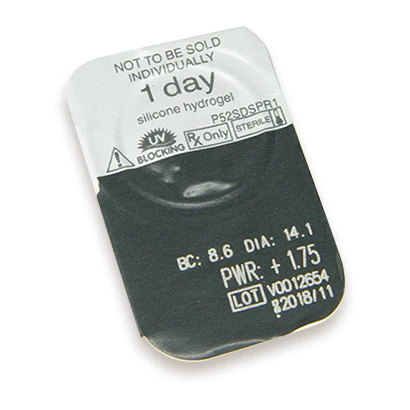 NOT TO BE SOLD
INDIVIDUALLY
1 day
silicone hydrogel
P52SDSPR1
UV
BLOCKING
Rx Only
STERILE
BC: 8.6 DIA: 14.1
PWR: + 1.75
LOT V0012654
2018/11